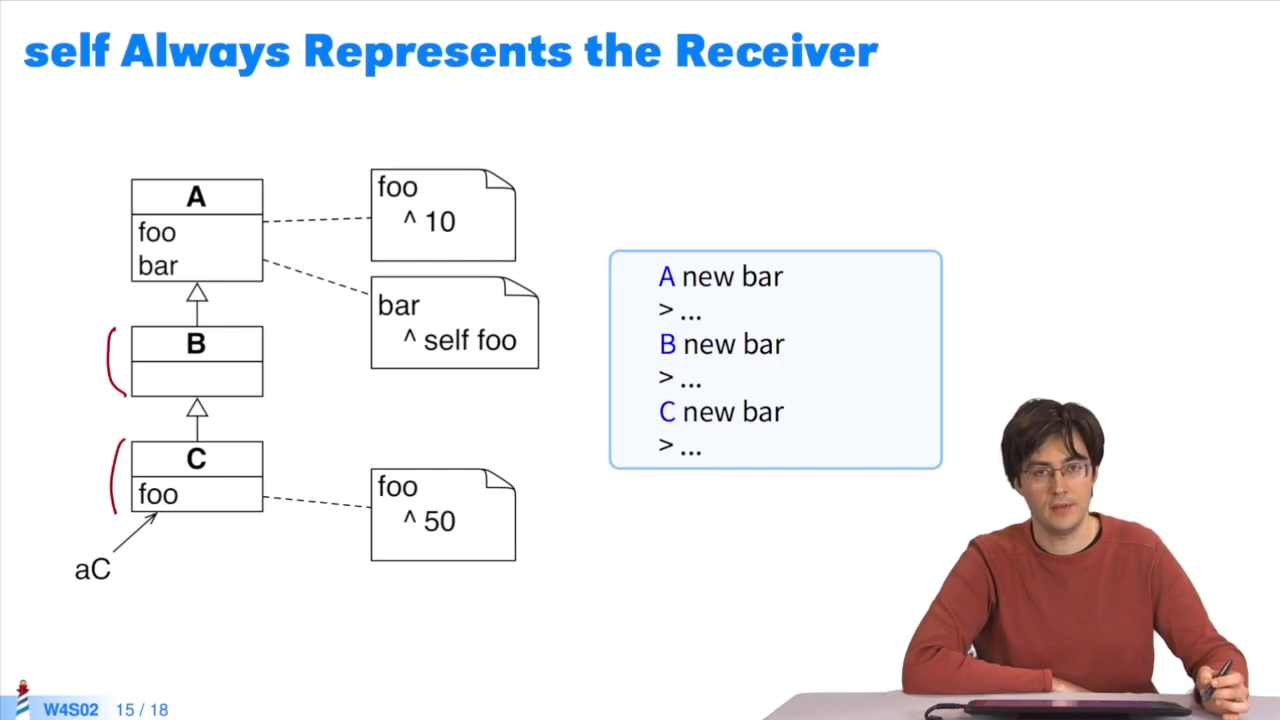 self Always Represents the Receiver
A
foo
bar
foo
^ 10
bar
^ self foo
B
C
foo
foo
^ 50
aC
A new bar
> ...
B new bar
> ...
C new bar
> ...
W4S02 15 / 18